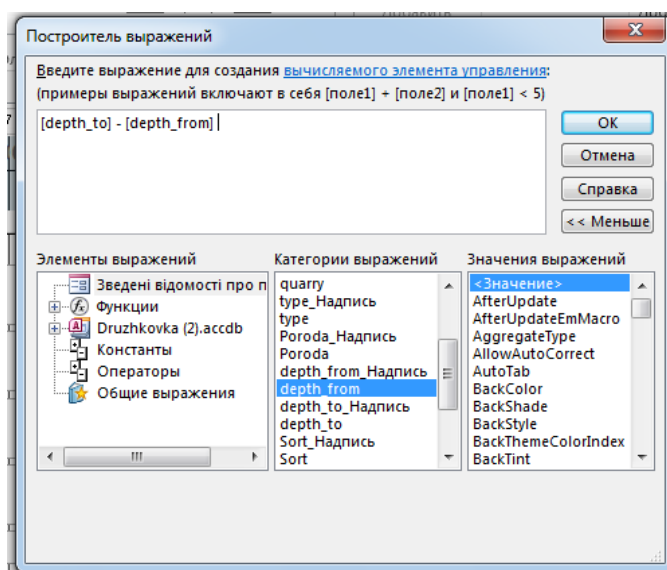 Построитель выражений
Введите выражение для создания вычисляемого элемента управления:
(примеры выражений включают в себя [поле1] + [поле2] и [поле1] < 5)
[depth_to] - [depth_from]
OK
Отмена
Справка
<< Меньше
Элементы выражений
Зведені відомості про п
Функции
Druzhkovka (2).accdb
Константы
Операторы
Общие выражения
Категории выражений
quarry
type_Надпись
type
Poroda_Надпись
Poroda
depth_from_Надпись
depth_from
depth_to_Надпись
depth_to
Sort_Надпись
Sort
Значения выражений
<Значение>
AfterUpdate
AfterUpdateEmMacro
AggregateType
AllowAutoCorrect
AutoTab
BackColor
BackShade
BackStyle
BackThemeColorIndex
BackTint